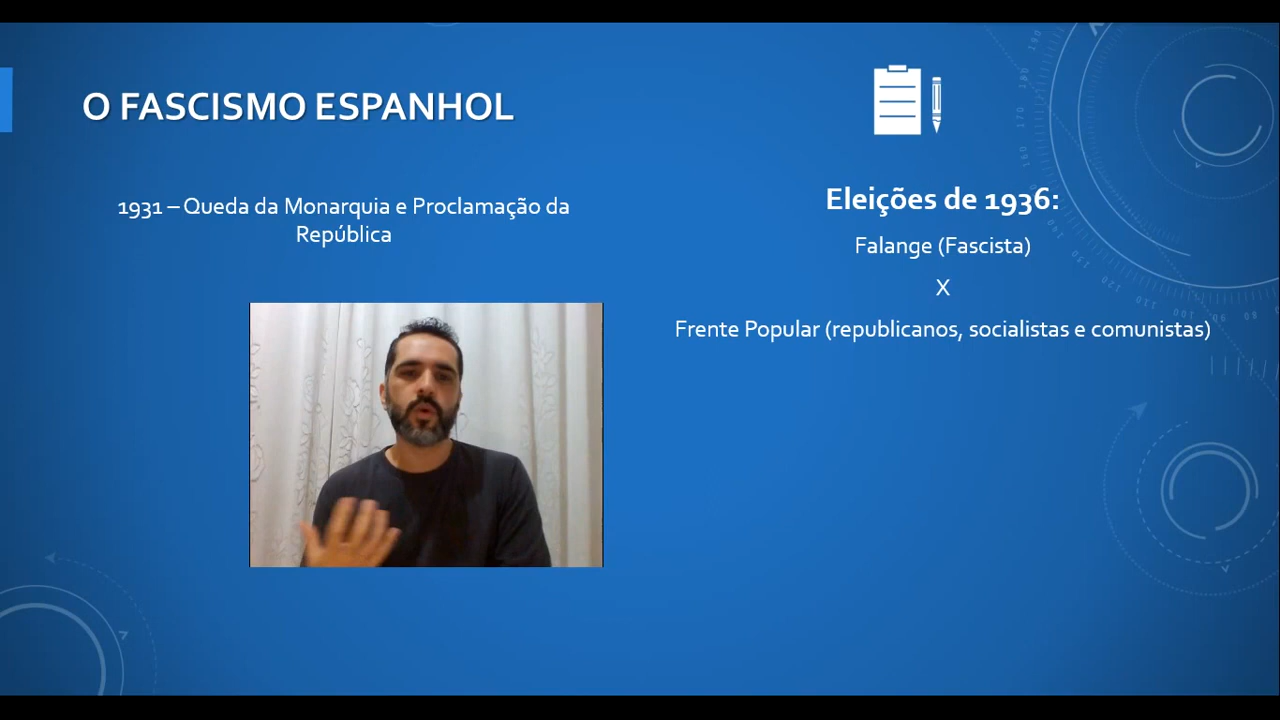 O FASCISMO ESPANHOL
1931 – Queda da Monarquia e Proclamação da
República
Eleições de 1936:
Falange (Fascista)
X
Frente Popular (republicanos, socialistas e comunistas)